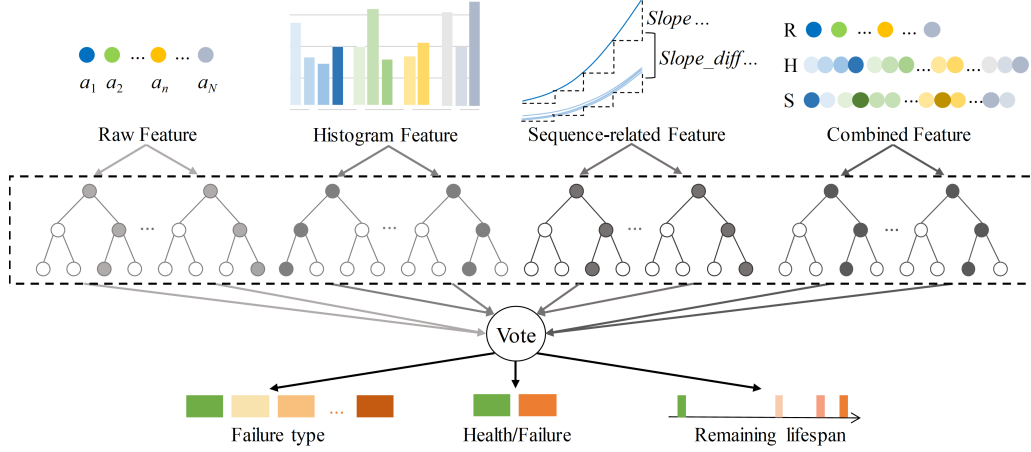 Slope...
Slope_diff...
R
H
S
... ...
... ...
... ...
... ...
a1 a2 an aN
Raw Feature
Histogram Feature
Sequence-related Feature
Combined Feature
... ... ... ...
Vote
...
Failure type
Health/Failure
Remaining lifespan